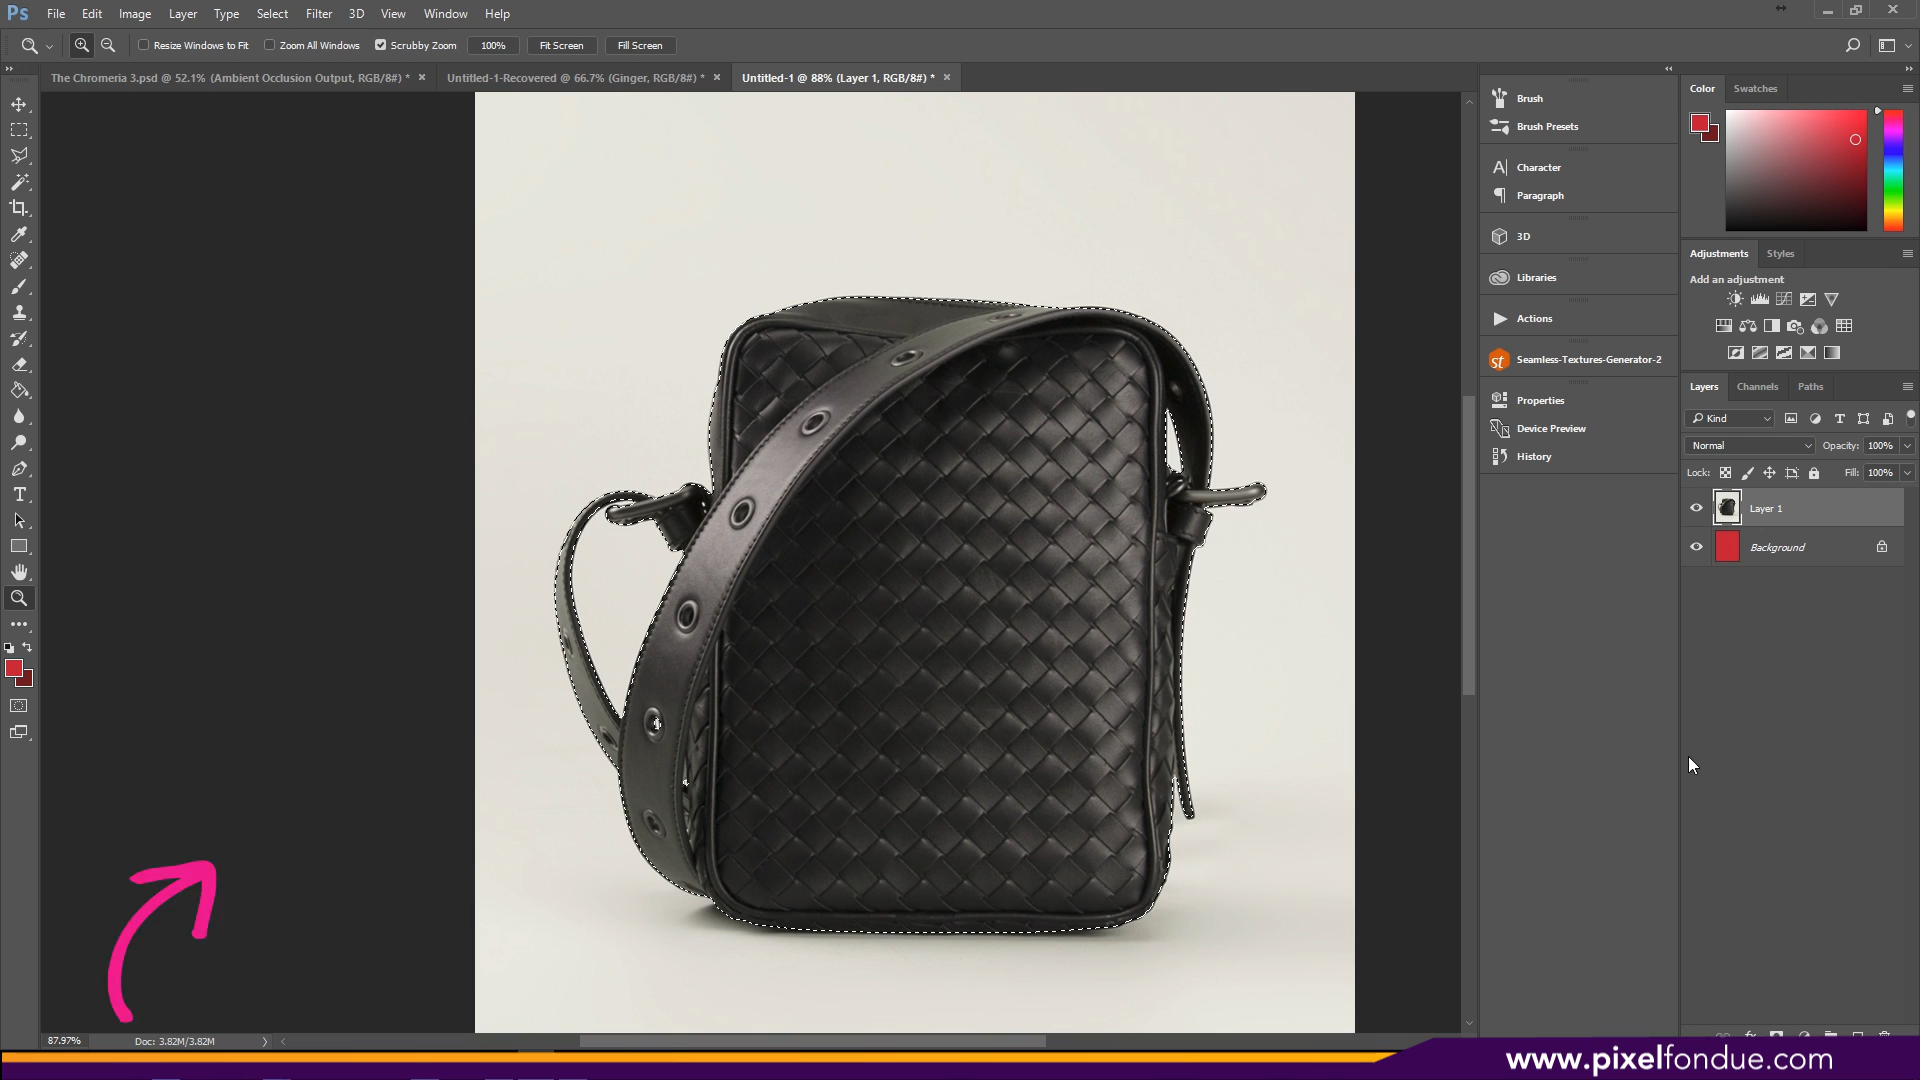 Ps File Edit Image Layer Type Select Filter 3D View Window Help
Resize Windows to Fit Zoom All Windows Scrubby Zoom 100% Fit Screen Fill Screen
The Chromeria 3.psd @ 52.1% (Ambient Occlusion Output, RGB/8#) * × Untitled-1-Recovered @ 66.7% (Ginger, RGB/8#) * × Untitled-1 @ 88% (Layer 1, RGB/8#) * ×
Brush
Brush Presets
Character
Paragraph
3D
Libraries
Actions
st Seamless-Textures-Generator-2
Properties
Device Preview
History
Color Swatches
Adjustments Styles
Add an adjustment
Layers Channels Paths
Kind
Normal Opacity: 100%
Lock: Fill: 100%
Layer 1
Background
87.97% Doc: 3.82M/3.82M
www.pixelfondue.com